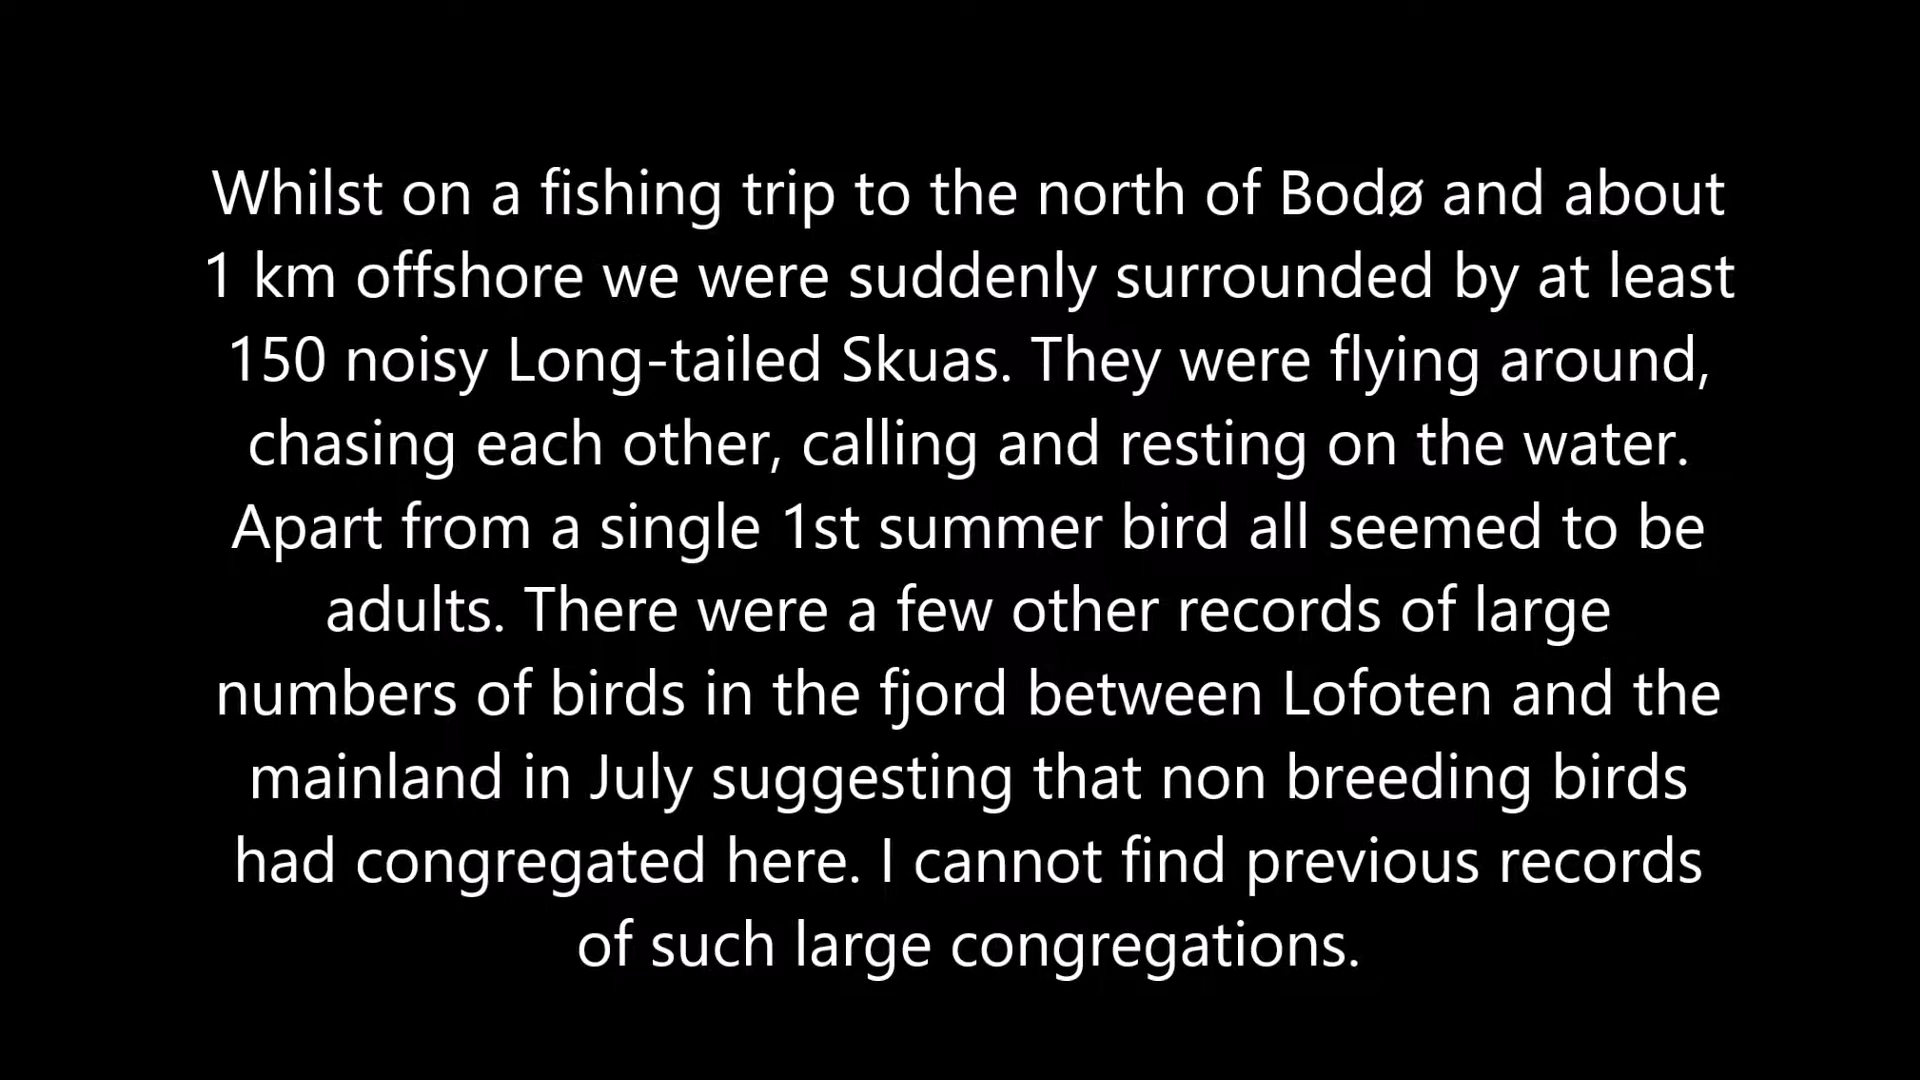 Whilst on a fishing trip to the north of Bodø and about
1 km offshore we were suddenly surrounded by at least
150 noisy Long-tailed Skuas. They were flying around,
chasing each other, calling and resting on the water.
Apart from a single 1st summer bird all seemed to be
adults. There were a few other records of large
numbers of birds in the fjord between Lofoten and the
mainland in July suggesting that non breeding birds
had congregated here. I cannot find previous records
of such large congregations.